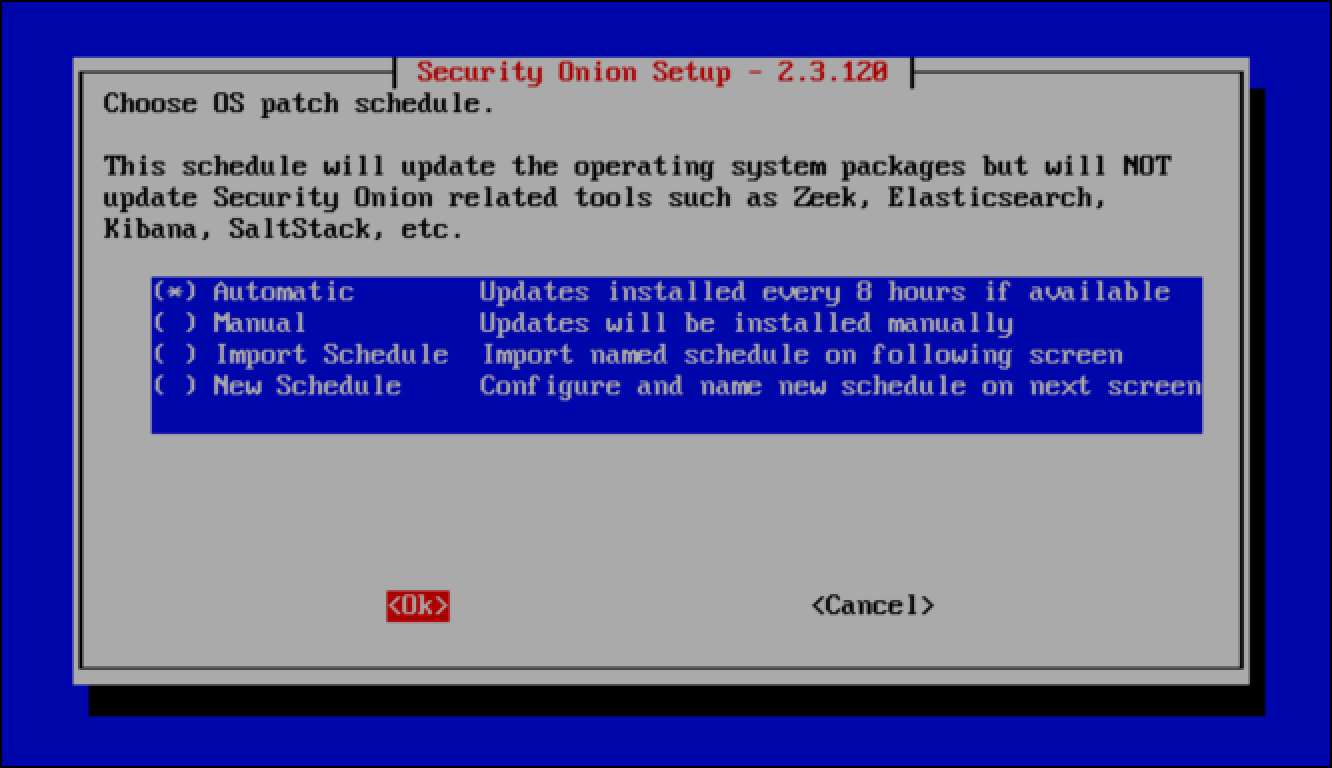 Security Onion Setup - 2.3.120
Choose OS patch schedule.
This schedule will update the operating system packages but will NOT
update Security Onion related tools such as Zeek, Elasticsearch,
Kibana, SaltStack, etc.
(*) Automatic Updates installed every 8 hours if available
( ) Manual Updates will be installed manually
( ) Import Schedule Import named schedule on following screen
( ) New Schedule Configure and name new schedule on next screen
<Ok> <Cancel>